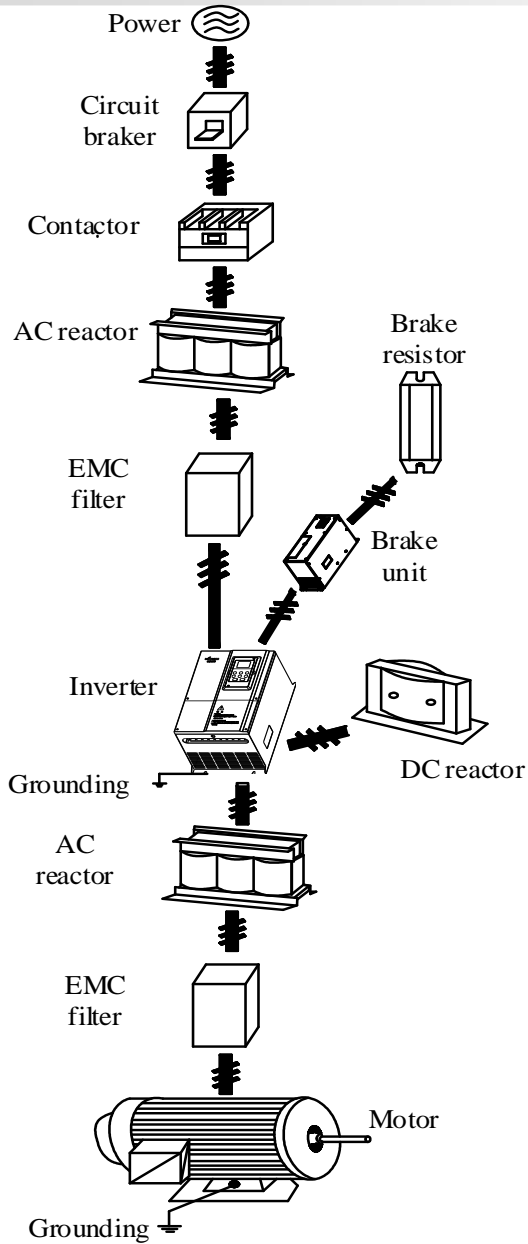 Power
Circuit
braker
Contactor
AC reactor
Brake
resistor
EMC
filter
Brake
unit
Inverter
DC reactor
Grounding
AC
reactor
EMC
filter
Motor
Grounding